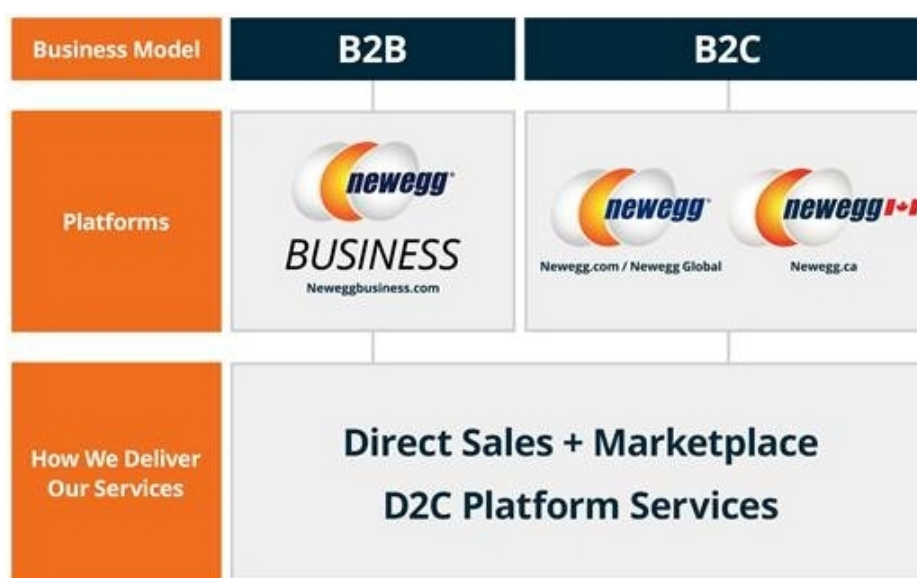 Business Model
B2B
B2C
Platforms
newegg
BUSINESS
Neweggbusiness.com
newegg
Newegg.com / Newegg Global
newegg
Newegg.ca
How We Deliver
Our Services
Direct Sales + Marketplace
D2C Platform Services